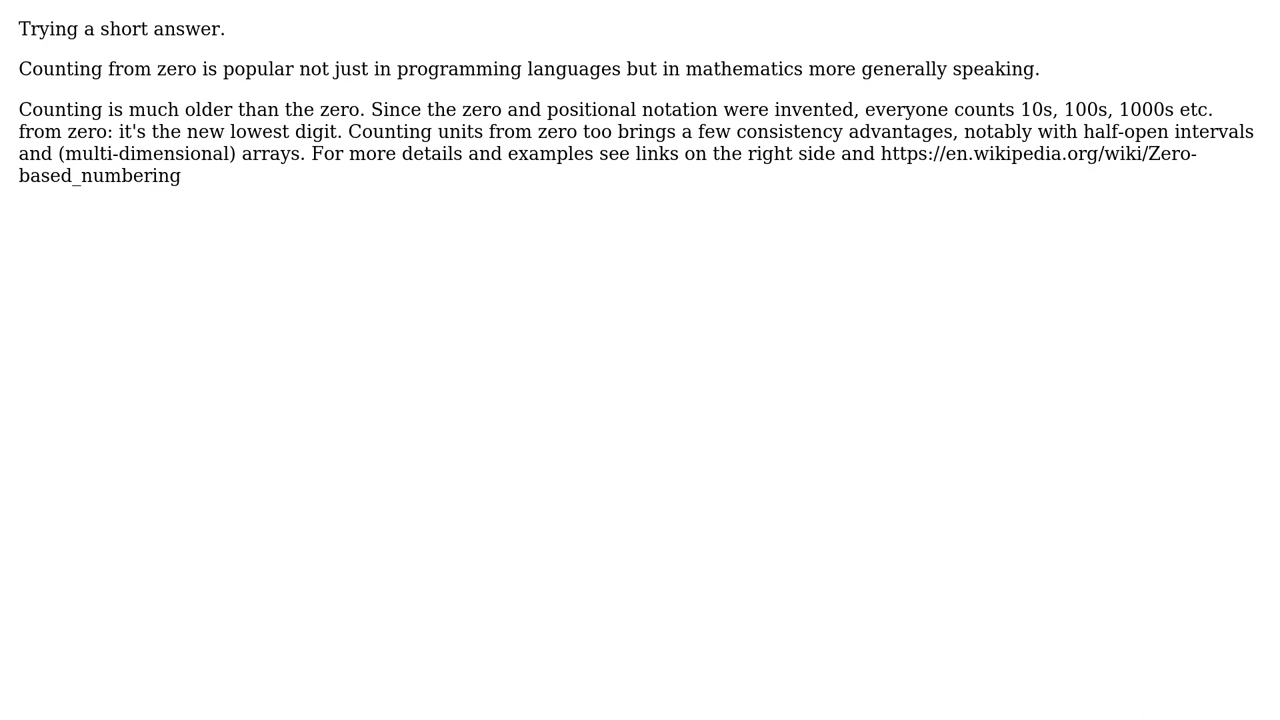 Trying a short answer.
Counting from zero is popular not just in programming languages but in mathematics more generally speaking.
Counting is much older than the zero. Since the zero and positional notation were invented, everyone counts 10s, 100s, 1000s etc.
from zero: it's the new lowest digit. Counting units from zero too brings a few consistency advantages, notably with half-open intervals
and (multi-dimensional) arrays. For more details and examples see links on the right side and https://en.wikipedia.org/wiki/Zero-
based_numbering